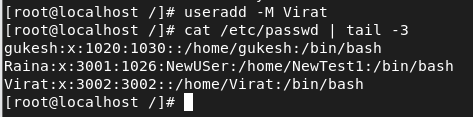 [root@localhost /]# useradd -M Virat
[root@localhost /]# cat /etc/passwd | tail -3
gukesh:x:1020:1030::/home/gukesh:/bin/bash
Raina:x:3001:1026:NewUSer:/home/NewTest1:/bin/bash
Virat:x:3002:3002::/home/Virat:/bin/bash
[root@localhost /]#